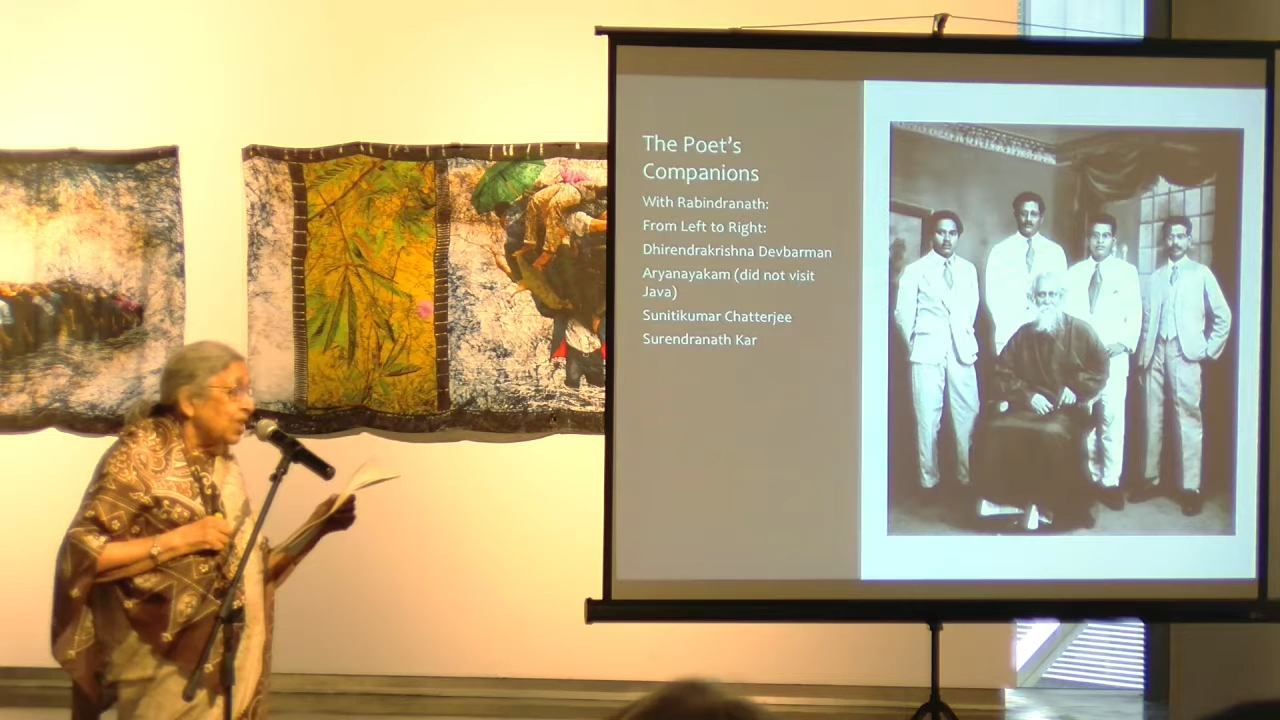 The Poet's
Companions
With Rabindranath:
From Left to Right:
Dhirendrakrishna Devbarman
Aryanayakam (did not visit
Java)
Sunitikumar Chatterjee
Surendranath Kar